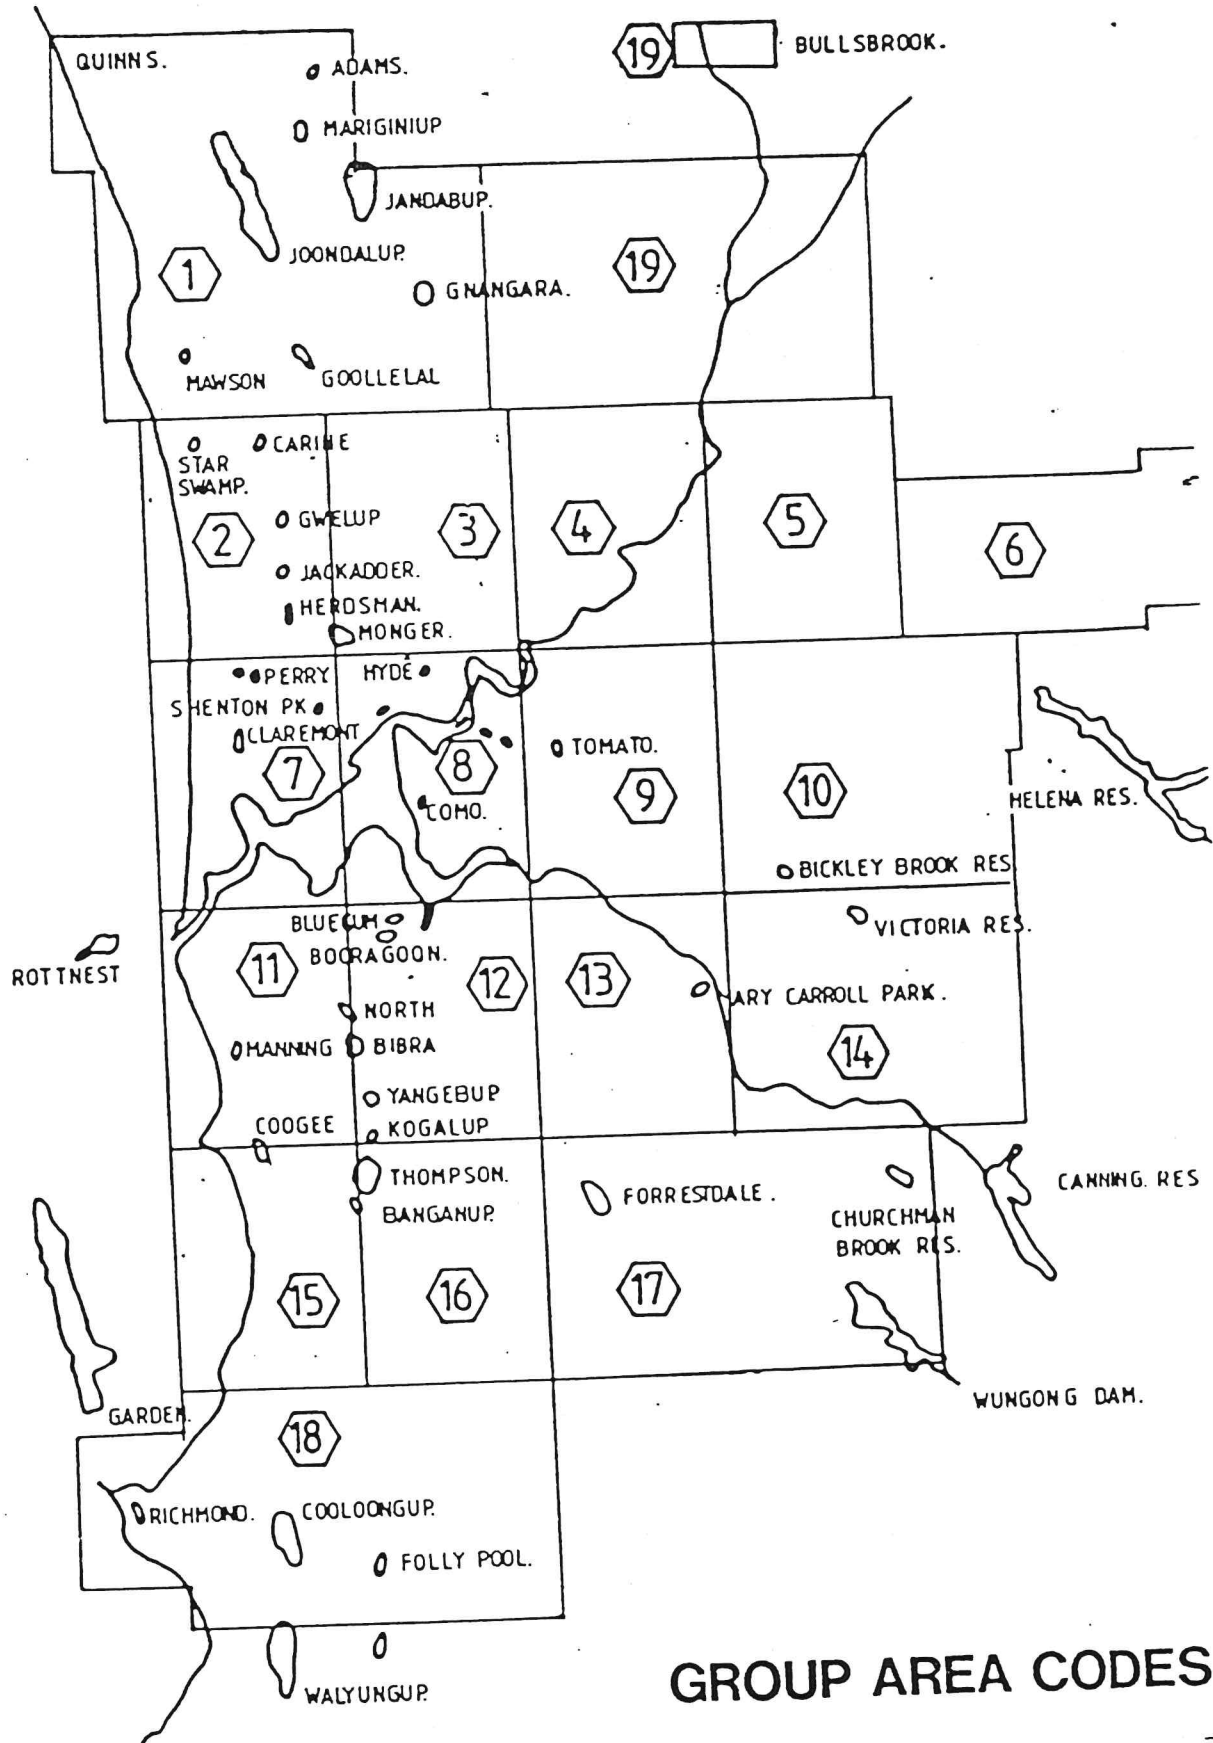 QUINNS.
ADAMS.
19
BULLSBROOK.
MARIGINIUP
JANDABUP.
JOONDALUP.
1
19
GNANGARA.
MAWSON
GOOLLELAL
STAR
SWAMP.
CARINE
GWELUP
2
3
4
5
6
JACKADDER.
HERDSMAN.
MONGER.
PERRY
HYDE
SHENTON PK
CLAREMONT
7
8
TOMATO.
9
10
HELENA RES.
COMO.
BICKLEY BROOK RES
BLUEGUM
BOORAGOON.
VICTORIA RES.
ROTTNEST
11
12
13
NORTH
ARY CARROLL PARK.
MANNING
BIBRA
14
YANGEBUP
COOGEE
KOGALUP
THOMPSON.
BANGANUP.
FORRESTDALE.
CHURCHMAN
BROOK RES.
CANNING. RES
15
16
17
GARDEN.
WUNGONG DAM.
18
RICHMOND.
COOLOONGUP.
FOLLY POOL.
WALYUNGUP.
GROUP AREA CODES